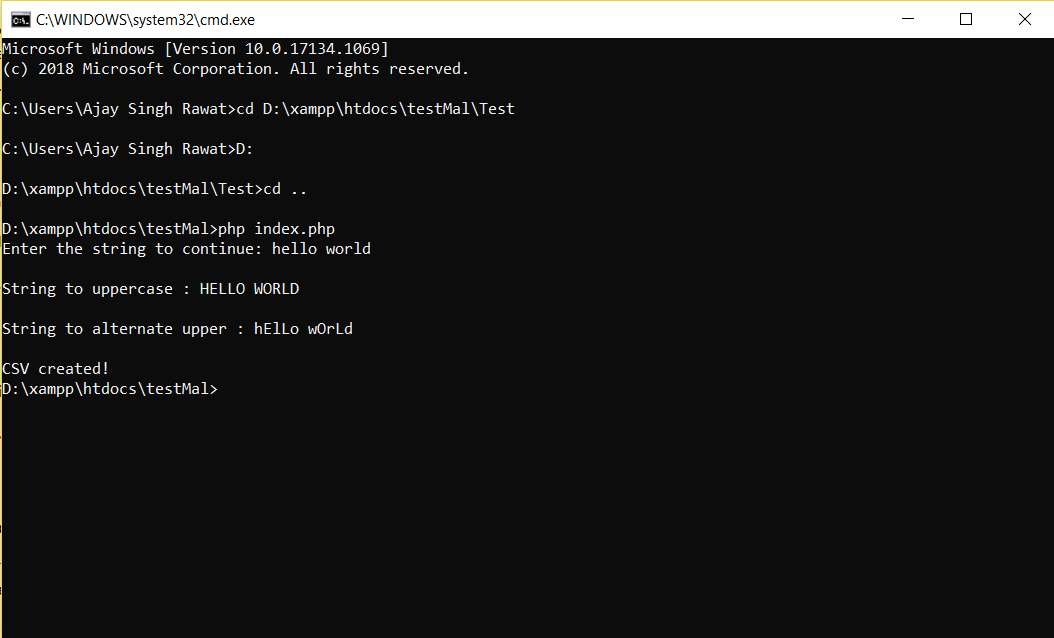 C:\WINDOWS\system32\cmd.exe
Microsoft Windows [Version 10.0.17134.1069]
(c) 2018 Microsoft Corporation. All rights reserved.
C:\Users\Ajay Singh Rawat>cd D:\xampp\htdocs\testMal\Test
C:\Users\Ajay Singh Rawat>D:
D:\xampp\htdocs\testMal\Test>cd ..
D:\xampp\htdocs\testMal>php index.php
Enter the string to continue: hello world
String to uppercase : HELLO WORLD
String to alternate upper : hElLo wOrLd
CSV created!
D:\xampp\htdocs\testMal>